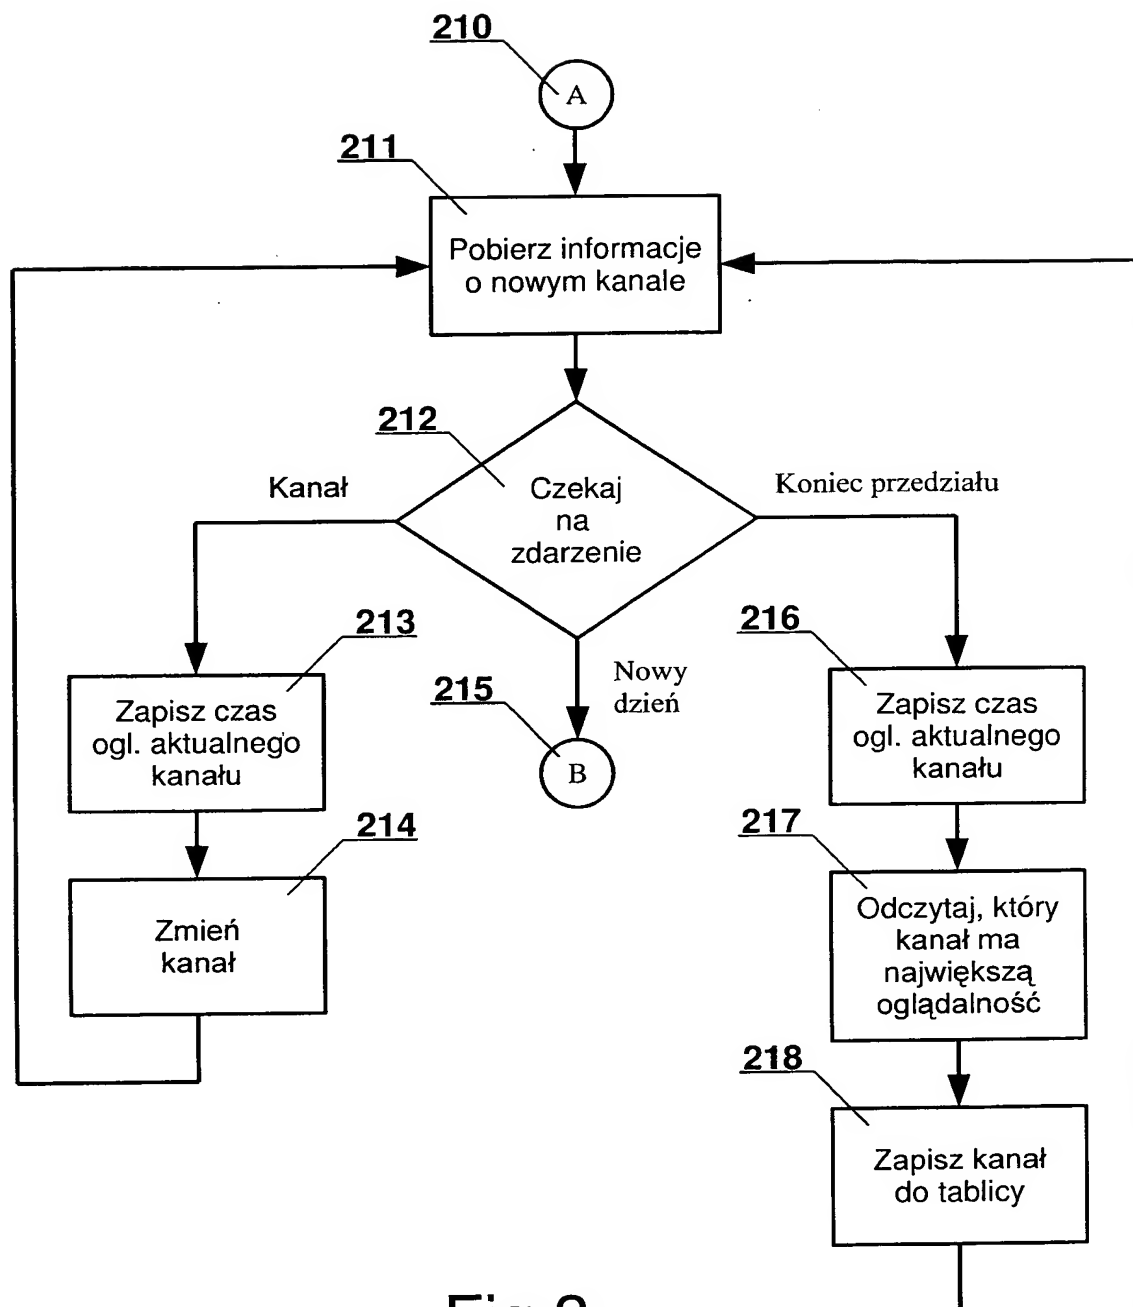 210
A
211
Pobierz informacje
o nowym kanale
212
Kanał
Czekaj
na
zdarzenie
Koniec przedziału
213
Zapisz czas
ogl. aktualnego
kanału
Nowy
dzień
215
B
216
Zapisz czas
ogl. aktualnego
kanału
214
Zmień
kanał
217
Odczytaj, który
kanał ma
największą
oglądalność
218
Zapisz kanał
do tablicy